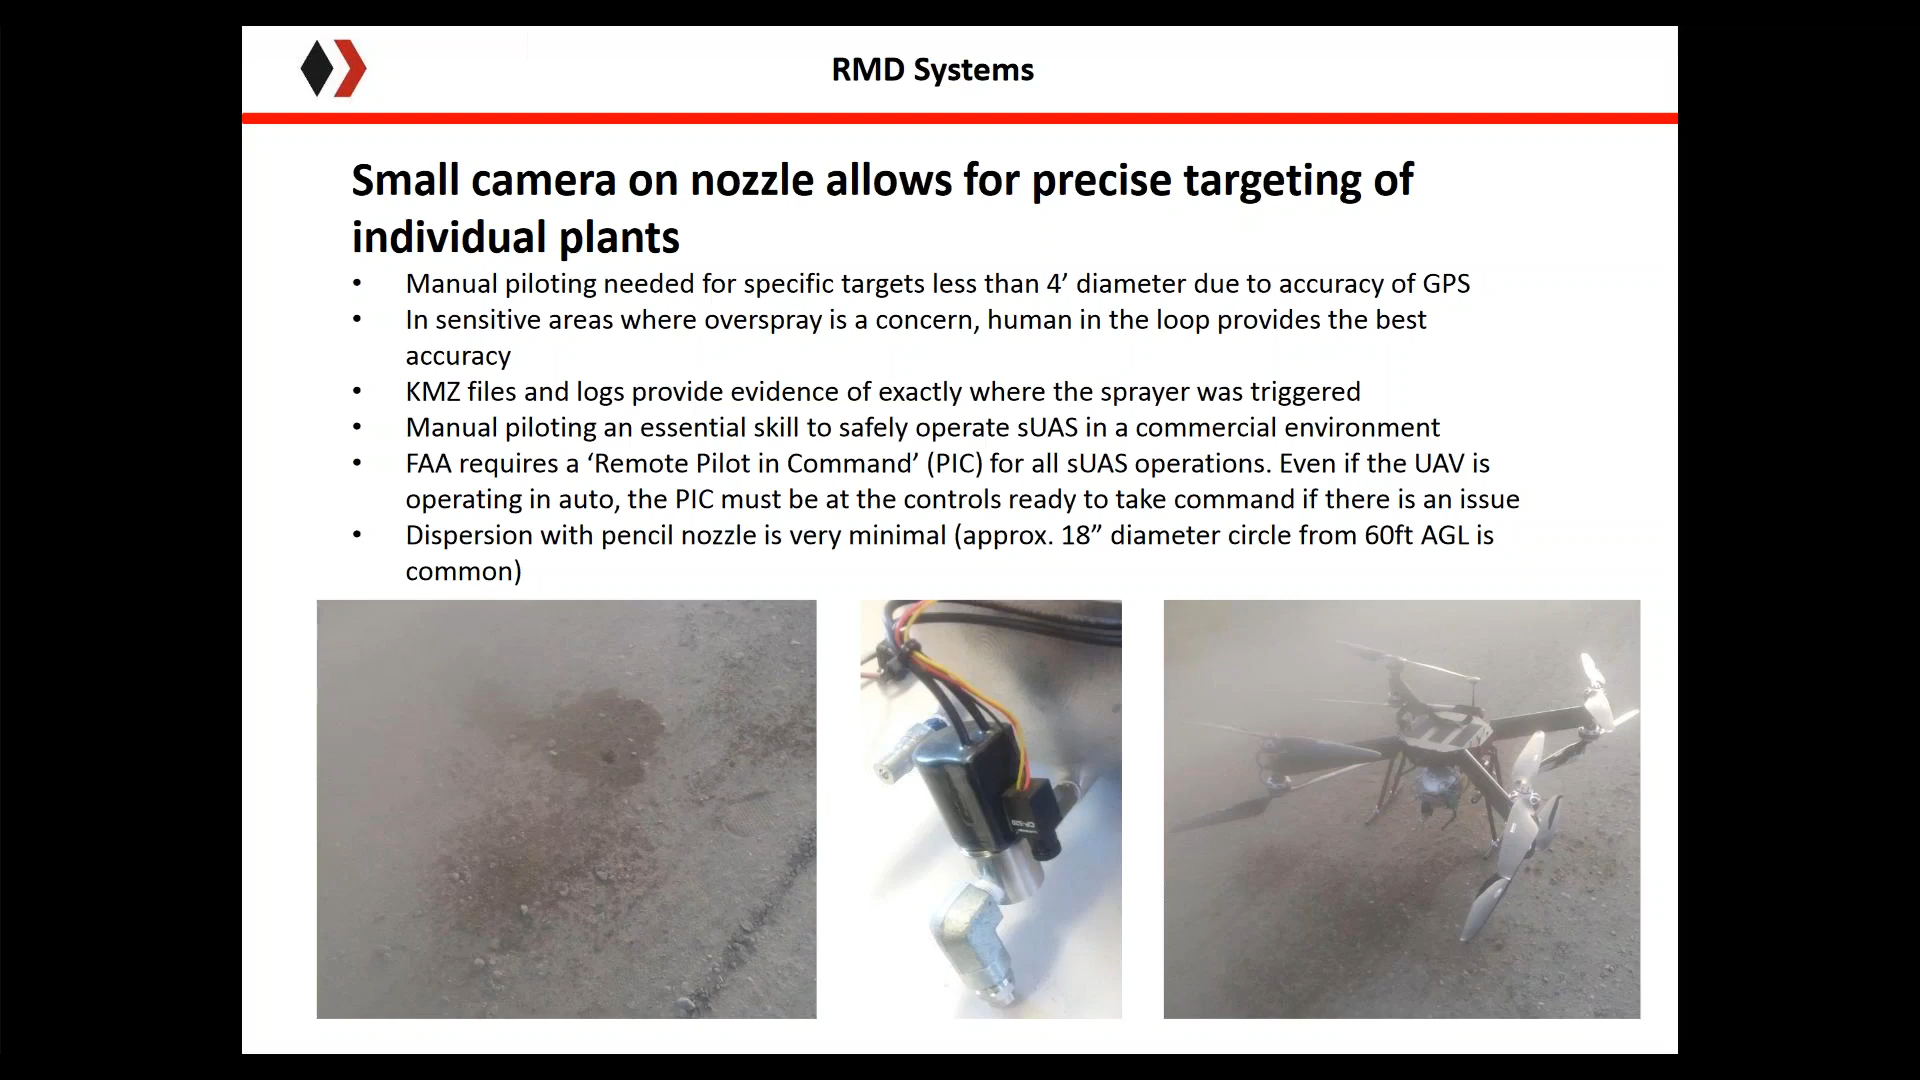 RMD Systems
Small camera on nozzle allows for precise targeting of
individual plants
• Manual piloting needed for specific targets less than 4’ diameter due to accuracy of GPS
• In sensitive areas where overspray is a concern, human in the loop provides the best
accuracy
• KMZ files and logs provide evidence of exactly where the sprayer was triggered
• Manual piloting an essential skill to safely operate sUAS in a commercial environment
• FAA requires a ‘Remote Pilot in Command’ (PIC) for all sUAS operations. Even if the UAV is
operating in auto, the PIC must be at the controls ready to take command if there is an issue
• Dispersion with pencil nozzle is very minimal (approx. 18” diameter circle from 60ft AGL is
common)